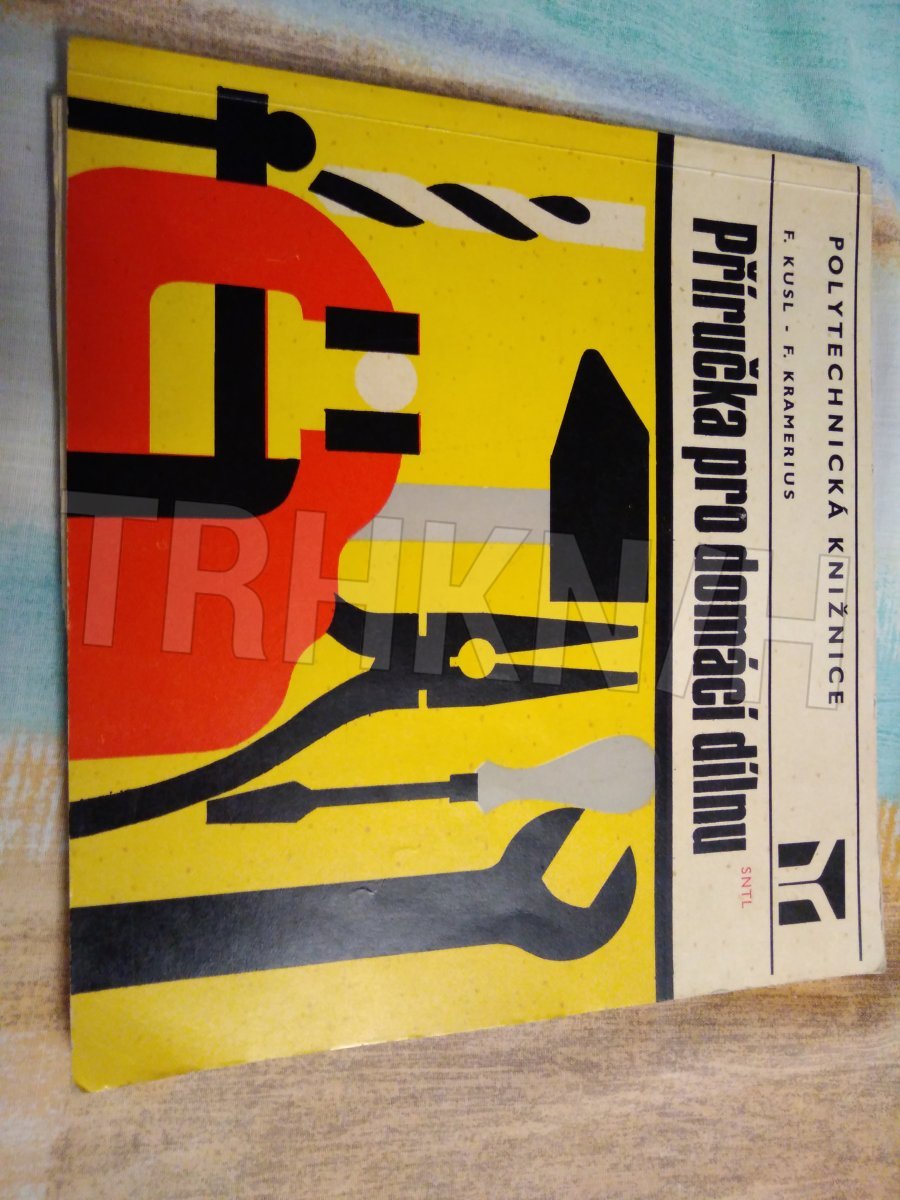 POLYTECHNICKÁ KNIŽNICE
F. KUSL - F. KRAMERIUS
Příručka pro domácí dílnu
SNTL
TRHKNIH